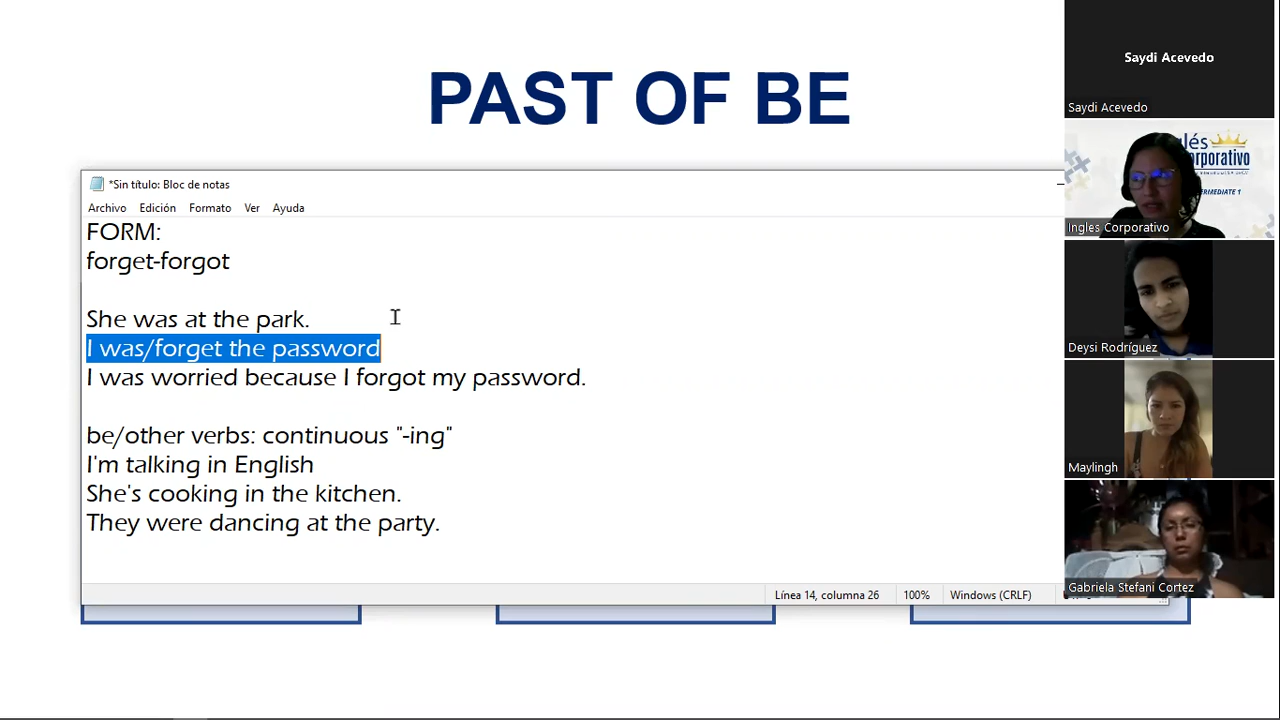 PAST OF BE
*Sin título: Bloc de notas
Archivo Edición Formato Ver Ayuda
FORM:
forget-forgot
She was at the park.
I was/forget the password
I was worried because I forgot my password.
be/other verbs: continuous "-ing"
I'm talking in English
She's cooking in the kitchen.
They were dancing at the party.
Línea 14, columna 26 100% Windows (CRLF)
Saydi Acevedo
Saydi Acevedo
Ingles Corporativo
Deysi Rodríguez
Maylingh
Gabriela Stefani Cortez